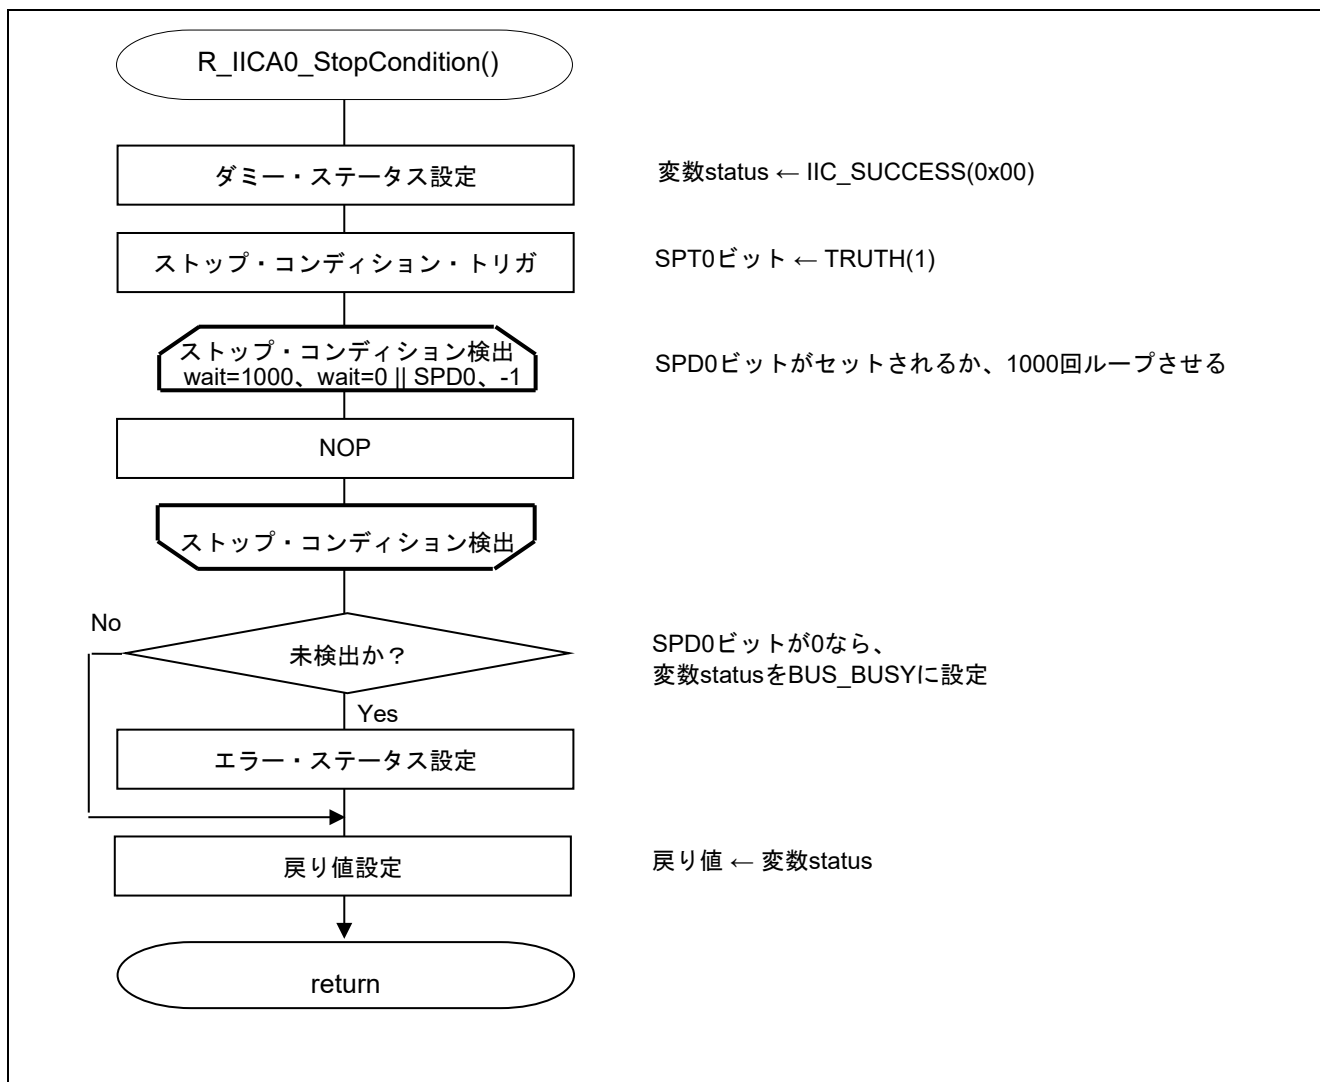 R_IICA0_StopCondition()
ダミー・ステータス設定
変数status ← IIC_SUCCESS(0x00)
ストップ・コンディション・トリガ
SPT0ビット ← TRUTH(1)
ストップ・コンディション検出
wait=1000、wait=0 || SPD0、-1
SPD0ビットがセットされるか、1000回ループさせる
NOP
ストップ・コンディション検出
No
未検出か？
SPD0ビットが0なら、
変数statusをBUS_BUSYに設定
Yes
エラー・ステータス設定
戻り値設定
戻り値 ← 変数status
return